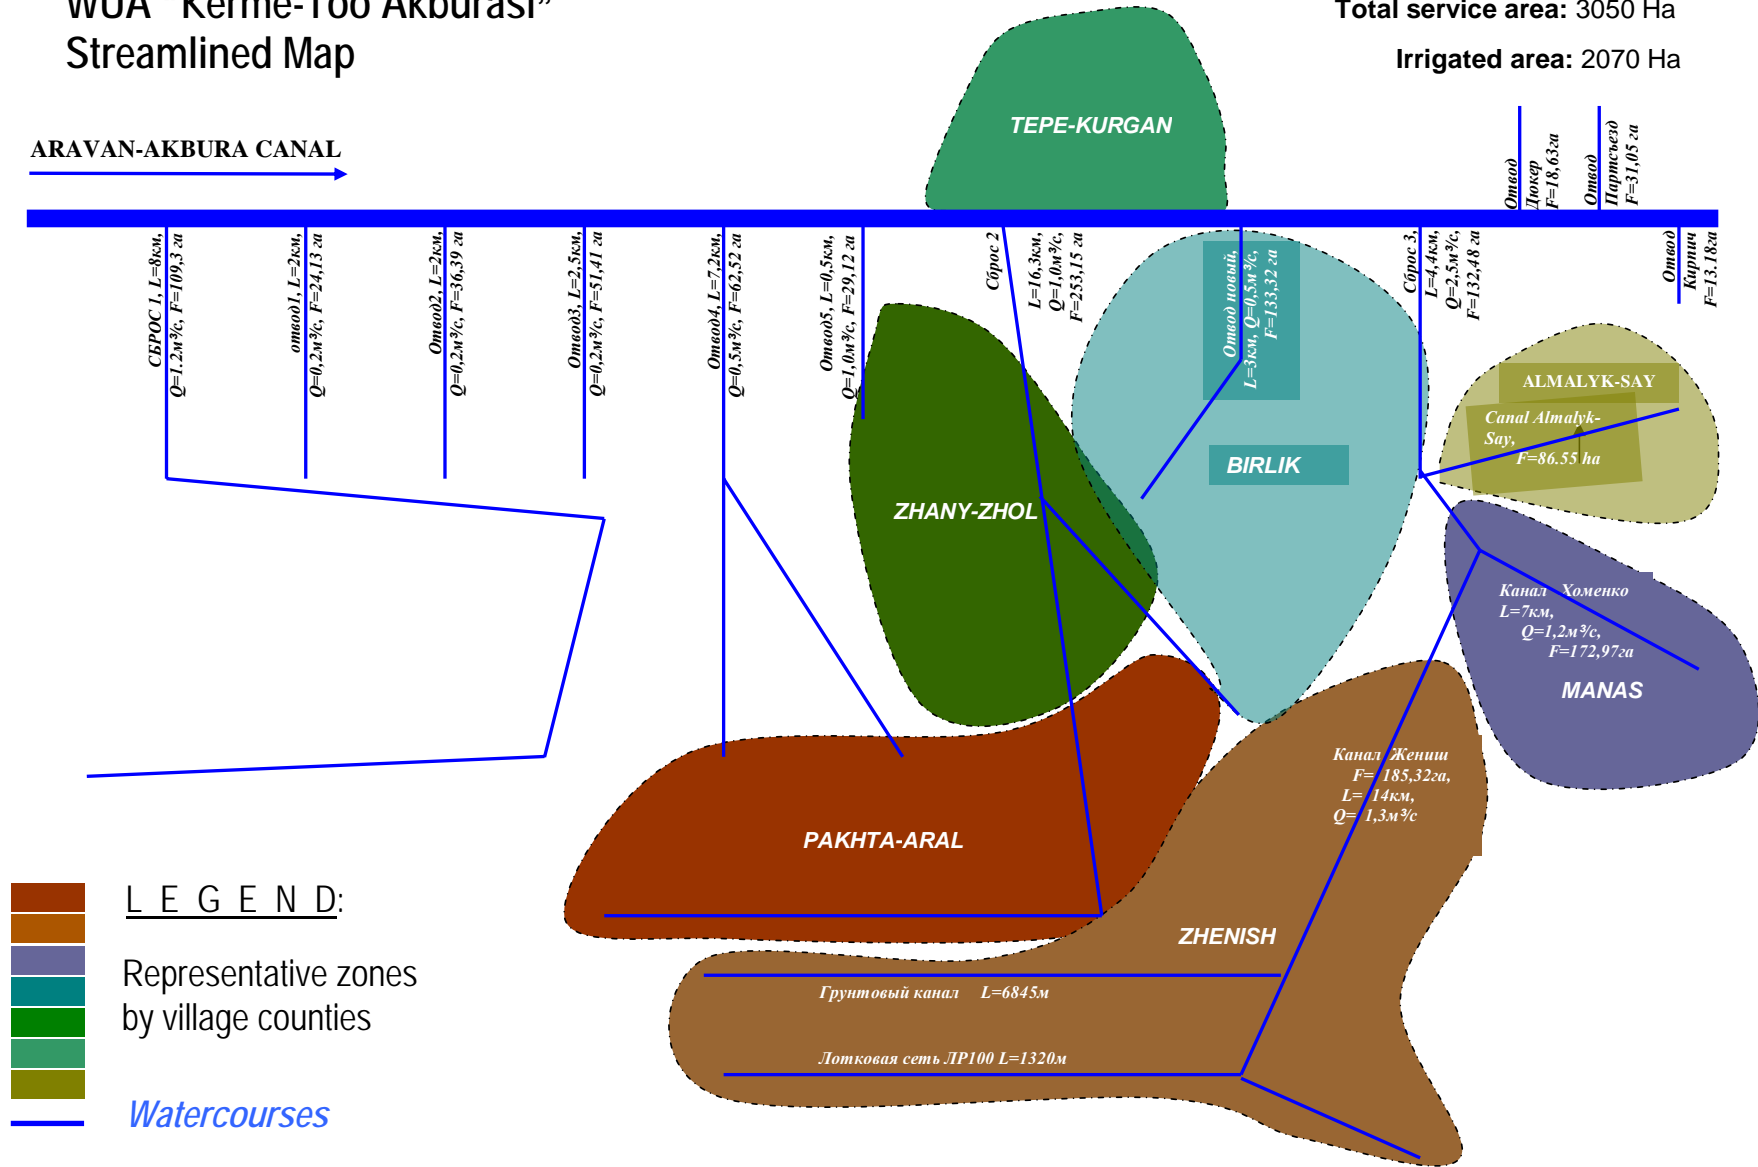 WUA "Kerme-Too Akburasi"
Streamlined Map
Total service area: 3050 Ha
Irrigated area: 2070 Ha
ARAVAN-AKBURA CANAL
TEPE-KURGAN
Отвод
Дюкер
F=18,63га
Отвод
Партсъезд
F=31,05 га
СБРОС 1, L=8км,
Q=1.2м³/с, F=109,3 га
отвод1, L=2км,
Q=0,2м³/с, F=24,13 га
Отвод2, L=2км,
Q=0,2м³/с, F=36,39 га
Отвод3, L=2,5км,
Q=0,2м³/с, F=51,41 га
Отвод4, L=7,2км,
Q=0,5м³/с, F=62,52 га
Отвод5, L=0,5км,
Q=1,0м³/с, F=29,12 га
Сброс 2
L=16,3км,
Q=1,0м³/с,
F=253,15 га
Отвод новый,
L=3км, Q=0,5м³/с,
F=133,32 га
Сброс 3,
L=4,4км,
Q=2,5м³/с,
F=132,48 га
Отвод
Карпич
F=13.18га
ALMALYK-SAY
Canal Almalyk-
Say,
F=86.55 ha
BIRLIK
ZHANY-ZHOL
Канал Хоменко
L=7км,
Q=1,2м³/с,
F=172,97га
MANAS
Канал Жениш
F= 185,32га,
L= 14км,
Q= 1,3м³/с
PAKHTA-ARAL
ZHENISH
Грунтовый канал L=6845м
Лотковая сеть ЛР100 L=1320м
L E G E N D:
Representative zones
by village counties
Watercourses